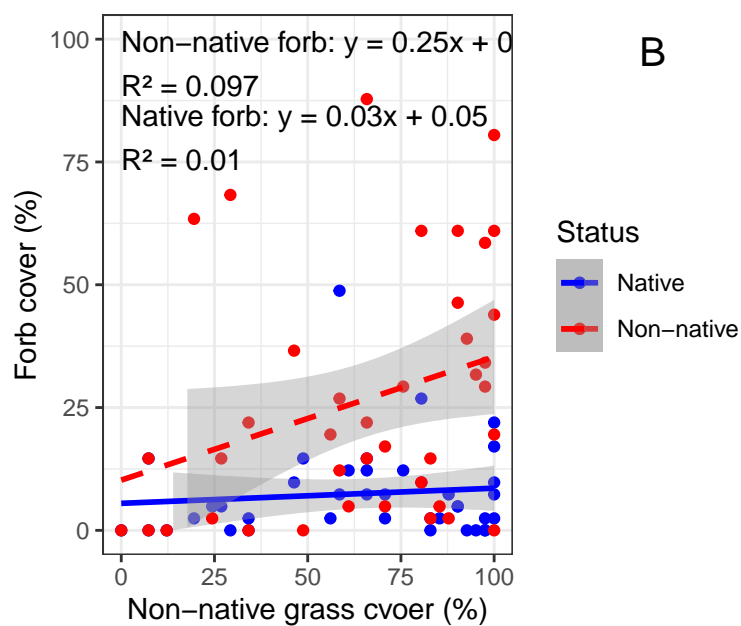 Non−native forb: y = 0.25x + 0
R² = 0.097
Native forb: y = 0.03x + 0.05
R² = 0.01
B
100
75
50
25
0
Forb cover (%)
0 25 50 75 100
Non−native grass cvoer (%)
Status
Native
Non−native